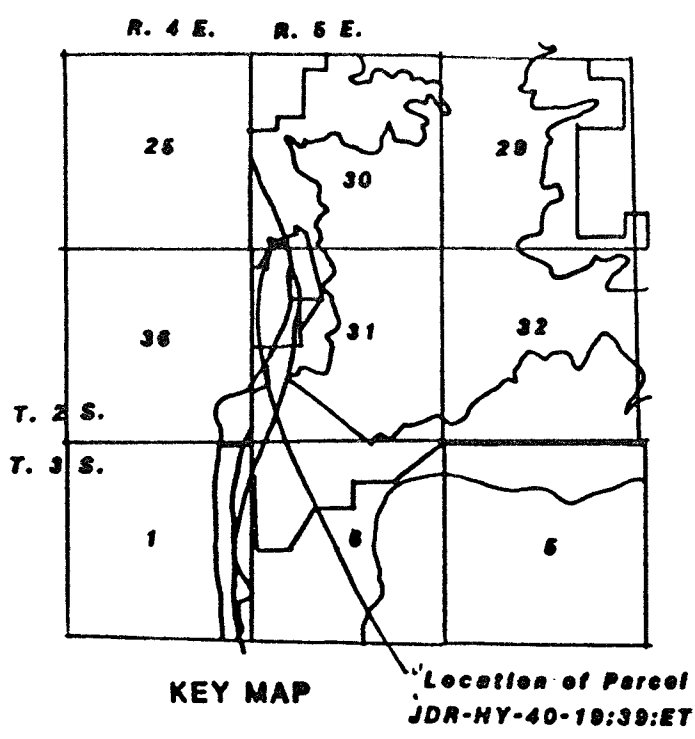 R. 4 E. R. 5 E.
25
29
30
36
31
32
T. 2 S.
T. 3 S.
1
6
5
KEY MAP
Location of Parcel
JDR-HY-40-19:39:ET